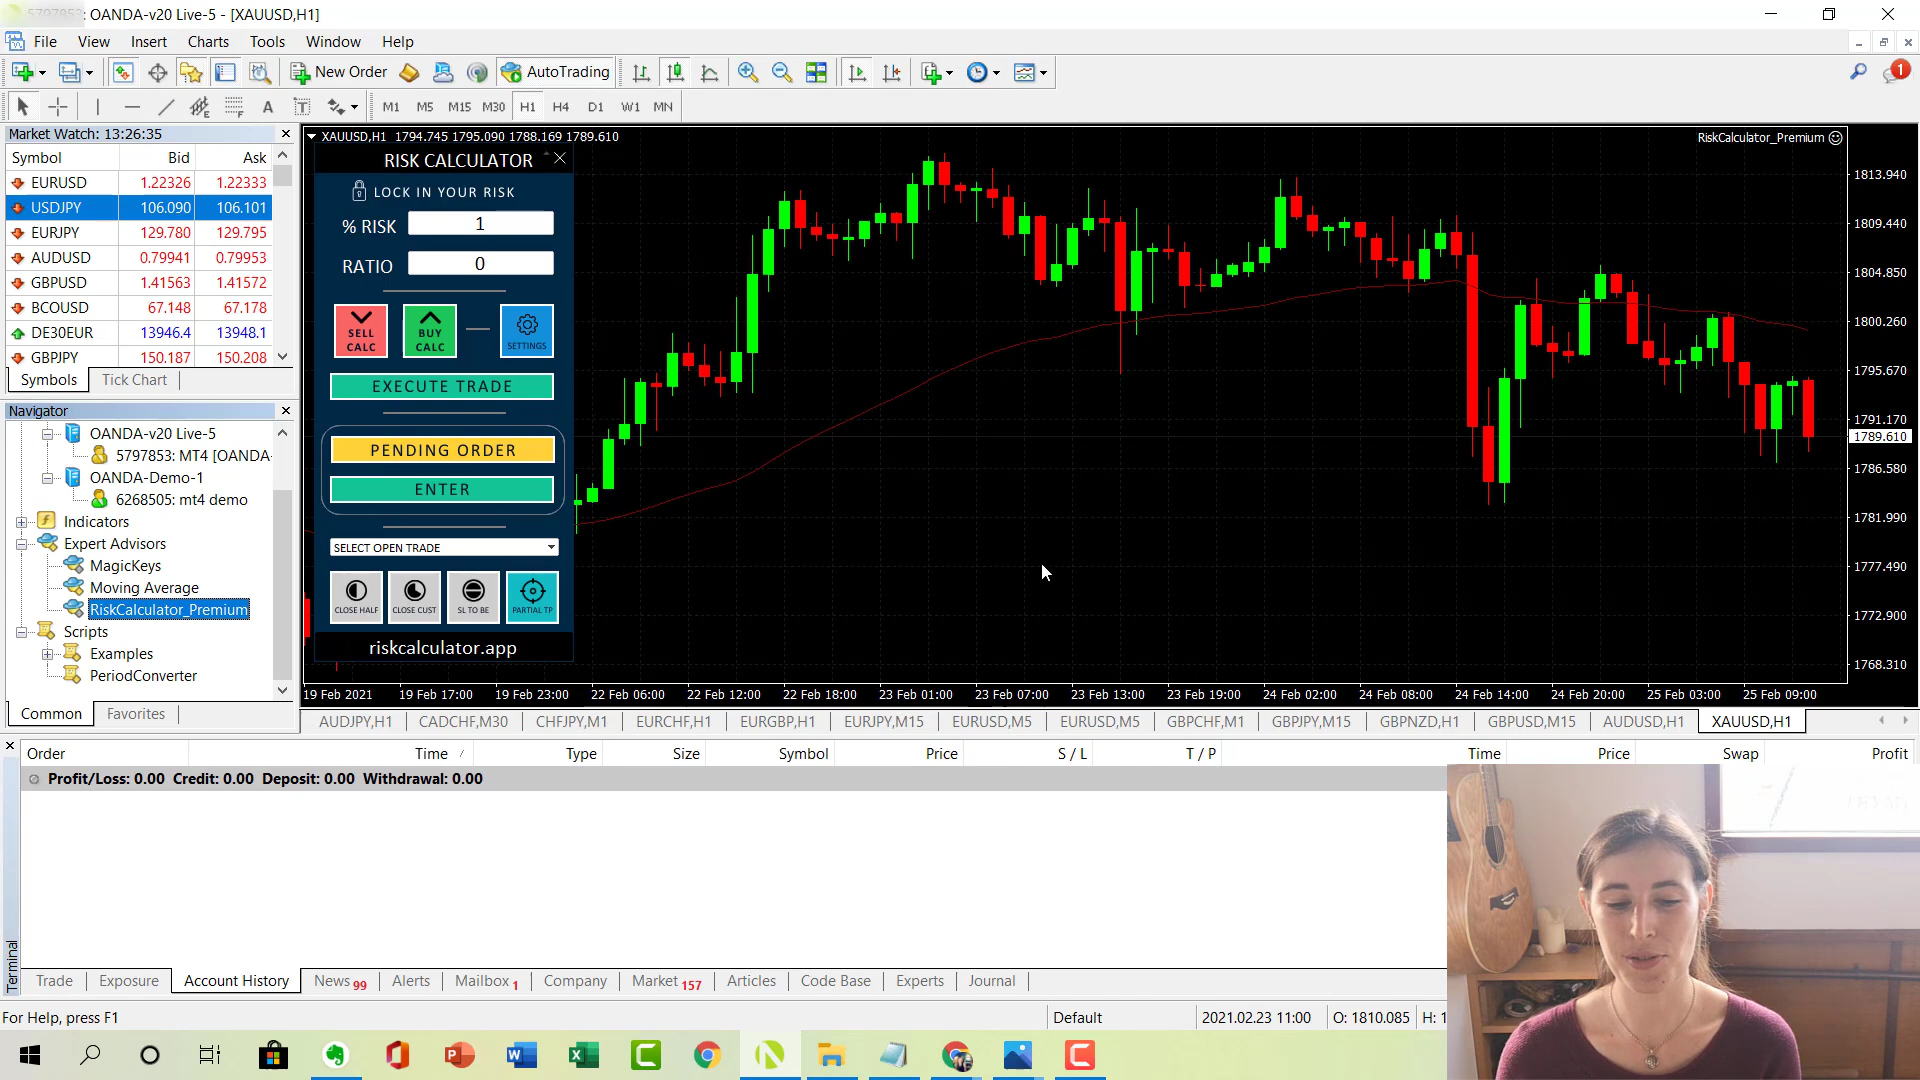 5797853: OANDA-v20 Live-5 - [XAUUSD,H1]
File View Insert Charts Tools Window Help
New Order AutoTrading 1
A T M1 M5 M15 M30 H1 H4 D1 W1 MN
Market Watch: 13:26:35
Symbol Bid Ask
EURUSD 1.22326 1.22333
USDJPY 106.090 106.101
EURJPY 129.780 129.795
AUDUSD 0.79941 0.79953
GBPUSD 1.41563 1.41572
BCOUSD 67.148 67.178
DE30EUR 13946.4 13948.1
GBPJPY 150.187 150.208
Symbols Tick Chart
Navigator
OANDA-v20 Live-5
5797853: MT4 [OANDA-
OANDA-Demo-1
6268505: mt4 demo
Indicators
Expert Advisors
MagicKeys
Moving Average
RiskCalculator_Premium
Scripts
Examples
PeriodConverter
Common Favorites
XAUUSD,H1 1794.745 1795.090 1788.169 1789.610
RiskCalculator_Premium
RISK CALCULATOR
LOCK IN YOUR RISK
% RISK 1
RATIO 0
SELL CALC
BUY CALC
SETTINGS
EXECUTE TRADE
PENDING ORDER
ENTER
SELECT OPEN TRADE
CLOSE HALF CLOSE CUST SL TO BE PARTIAL TP
riskcalculator.app
1813.940
1809.440
1804.850
1800.260
1795.670
1791.170
1789.610
1786.580
1781.990
1777.490
1772.900
1768.310
19 Feb 2021 19 Feb 17:00 19 Feb 23:00 22 Feb 06:00 22 Feb 12:00 22 Feb 18:00 23 Feb 01:00 23 Feb 07:00 23 Feb 13:00 23 Feb 19:00 24 Feb 02:00 24 Feb 08:00 24 Feb 14:00 24 Feb 20:00 25 Feb 03:00 25 Feb 09:00
AUDJPY,H1 CADCHF,M30 CHFJPY,M1 EURCHF,H1 EURGBP,H1 EURJPY,M15 EURUSD,M5 EURUSD,M5 GBPCHF,M1 GBPJPY,M15 GBPNZD,H1 GBPUSD,M15 AUDUSD,H1 XAUUSD,H1
Order Time / Type Size Symbol Price S / L T / P Time Price Swap Profit
Profit/Loss: 0.00 Credit: 0.00 Deposit: 0.00 Withdrawal: 0.00
Terminal
Trade Exposure Account History News 99 Alerts Mailbox 1 Company Market 157 Articles Code Base Experts Journal
For Help, press F1 Default 2021.02.23 11:00 O: 1810.085 H: 1